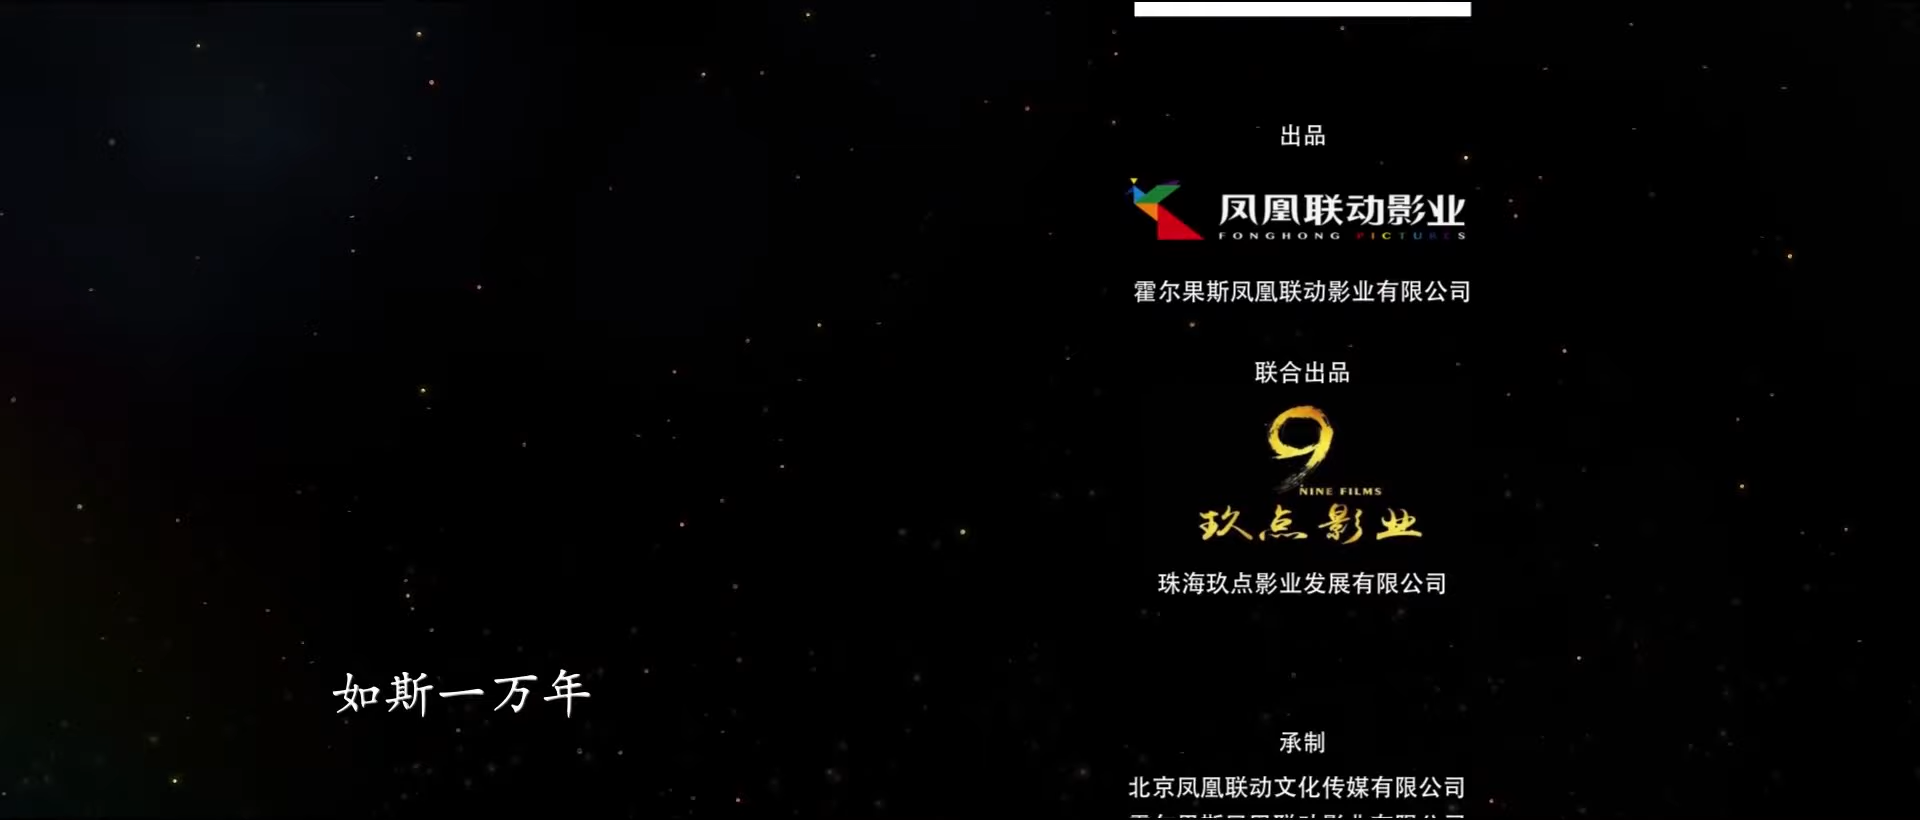 出品
凤凰联动影业
FONGHONG PICTURES
霍尔果斯凤凰联动影业有限公司
联合出品
9
NINE FILMS
玖点影业
珠海玖点影业发展有限公司
如斯一万年
承制
北京凤凰联动文化传媒有限公司